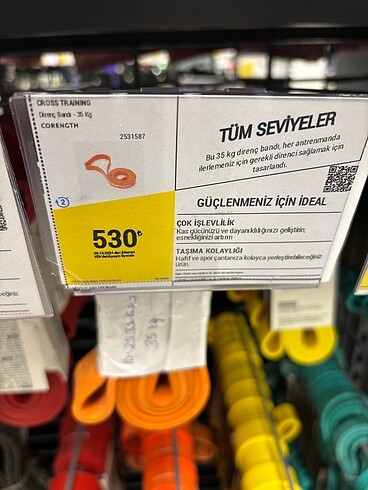 CROSS TRAINING
Direnç Bandı - 35 Kg
CORENGTH
2531587
2
530₺
TÜM SEVİYELER
Bu 35 kg direnç bandı, her antrenmanda
ilerlemeniz için gerekli direnci sağlamak için
tasarlandı.
GÜÇLENMENİZ İÇİN İDEAL
ÇOK İŞLEVLİLİK
Kas gücünüzü ve dayanıklılığınızı geliştirin,
esnekliğinizi artırın
TAŞIMA KOLAYLIĞI
Hafif ve spor çantanıza kolayca yerleştirebileceğiniz
ürün.
35 kg